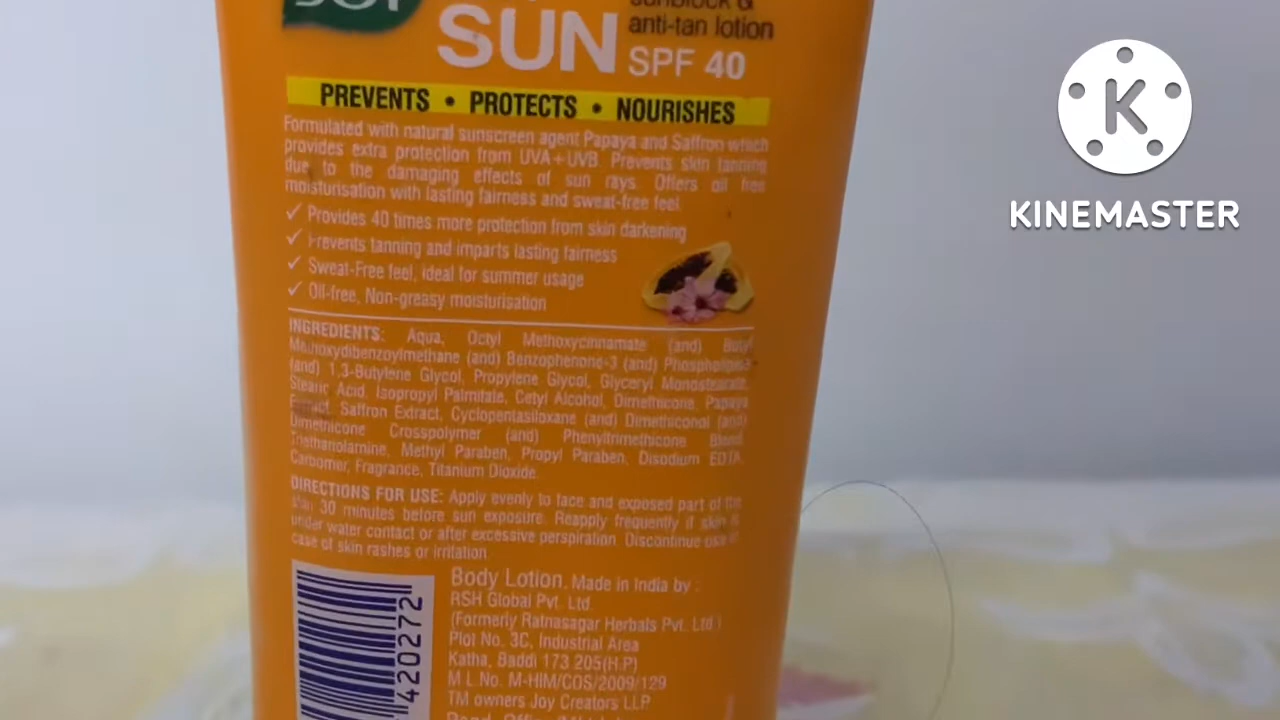 JOY
sunblock &
SUN anti-tan lotion
SPF 40
PREVENTS • PROTECTS • NOURISHES
Formulated with natural sunscreen agent Papaya and Saffron which
provides extra protection from UVA+UVB. Prevents skin tanning
due to the damaging effects of sun rays. Offers oil free
moisturisation with lasting fairness and sweat-free feel.
✓ Provides 40 times more protection from skin darkening
✓ Prevents tanning and imparts lasting fairness
✓ Sweat-Free feel, ideal for summer usage
✓ Oil-free, Non-greasy moisturisation
INGREDIENTS: Aqua, Octyl Methoxycinnamate (and) Butyl
Methoxydibenzoylmethane (and) Benzophenone-3 (and) Phospholipids
(and) 1,3-Butylene Glycol, Propylene Glycol, Glyceryl Monostearate,
Stearic Acid, Isopropyl Palmitate, Cetyl Alcohol, Dimethicone, Papaya
Extract, Saffron Extract, Cyclopentasiloxane (and) Dimethiconol (and)
Dimethicone Crosspolymer (and) Phenyltrimethicone Blend,
Triethanolamine, Methyl Paraben, Propyl Paraben, Disodium EDTA,
Carbomer, Fragrance, Titanium Dioxide.
DIRECTIONS FOR USE: Apply evenly to face and exposed part of the
skin 30 minutes before sun exposure. Reapply frequently if skin is
under water contact or after excessive perspiration. Discontinue use in
case of skin rashes or irritation.
Body Lotion. Made in India by :
RSH Global Pvt. Ltd.
(Formerly Ratnasagar Herbals Pvt. Ltd.)
Plot No. 3C, Industrial Area
Katha, Baddi 173 205(H.P)
M L No. M-HIM/COS/2009/129
TM owners Joy Creators LLP
420272
KINEMASTER